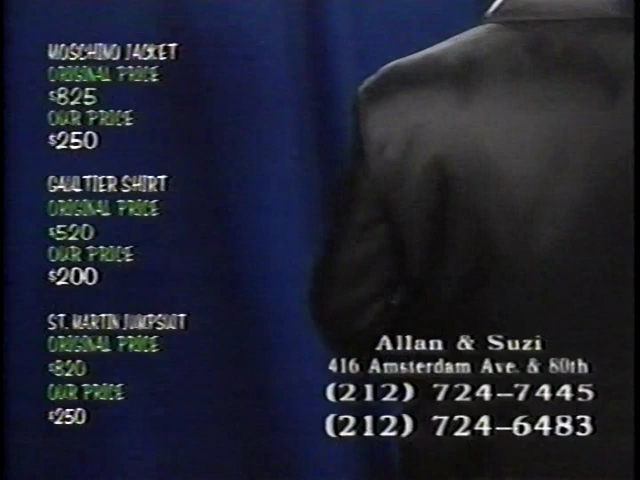 MOSCHINO JACKET
ORIGINAL PRICE
$825
OUR PRICE
$250
GAULTIER SHIRT
ORIGINAL PRICE
$520
OUR PRICE
$200
ST. MARTIN JUMPSUIT
ORIGINAL PRICE
$820
OUR PRICE
$250
Allan & Suzi
416 Amsterdam Ave. & 80th
(212) 724-7445
(212) 724-6483